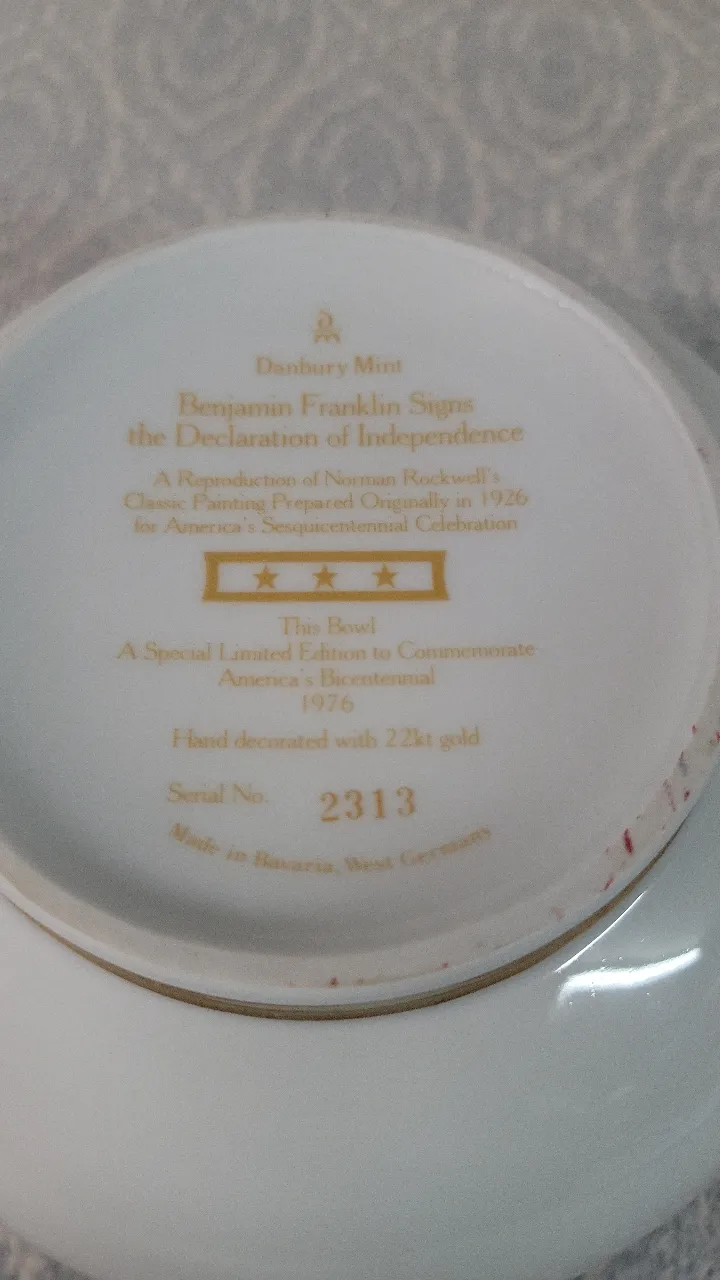 Danbury Mint
Benjamin Franklin Signs
the Declaration of Independence
A Reproduction of Norman Rockwell's
Classic Painting Prepared Originally in 1926
for America's Sesquicentennial Celebration
This Bowl
A Special Limited Edition to Commemorate
America's Bicentennial
1976
Hand decorated with 22kt gold
Serial No. 2313
Made in Bavaria, West Germany